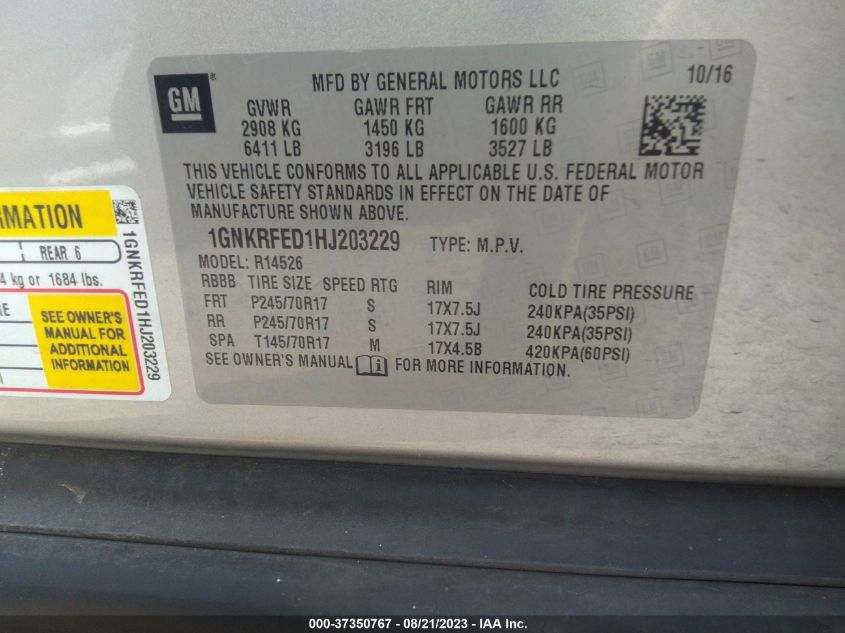 GM
MFD BY GENERAL MOTORS LLC
10/16
GVWR GAWR FRT GAWR RR
2908 KG 1450 KG 1600 KG
6411 LB 3196 LB 3527 LB
THIS VEHICLE CONFORMS TO ALL APPLICABLE U.S. FEDERAL MOTOR
VEHICLE SAFETY STANDARDS IN EFFECT ON THE DATE OF
MANUFACTURE SHOWN ABOVE.
1GNKRFED1HJ203229 TYPE: M.P.V.
MODEL: R14526
RBBB TIRE SIZE SPEED RTG RIM COLD TIRE PRESSURE
FRT P245/70R17 S 17X7.5J 240KPA(35PSI)
RR P245/70R17 S 17X7.5J 240KPA(35PSI)
SPA T145/70R17 M 17X4.5B 420KPA(60PSI)
SEE OWNER'S MANUAL FOR MORE INFORMATION.
RMATION
REAR 6
4 kg or 1684 lbs.
RE
SEE OWNER'S
MANUAL FOR
ADDITIONAL
INFORMATION
1GNKRFED1HJ203229
000-37350767 - 08/21/2023 - IAA Inc.